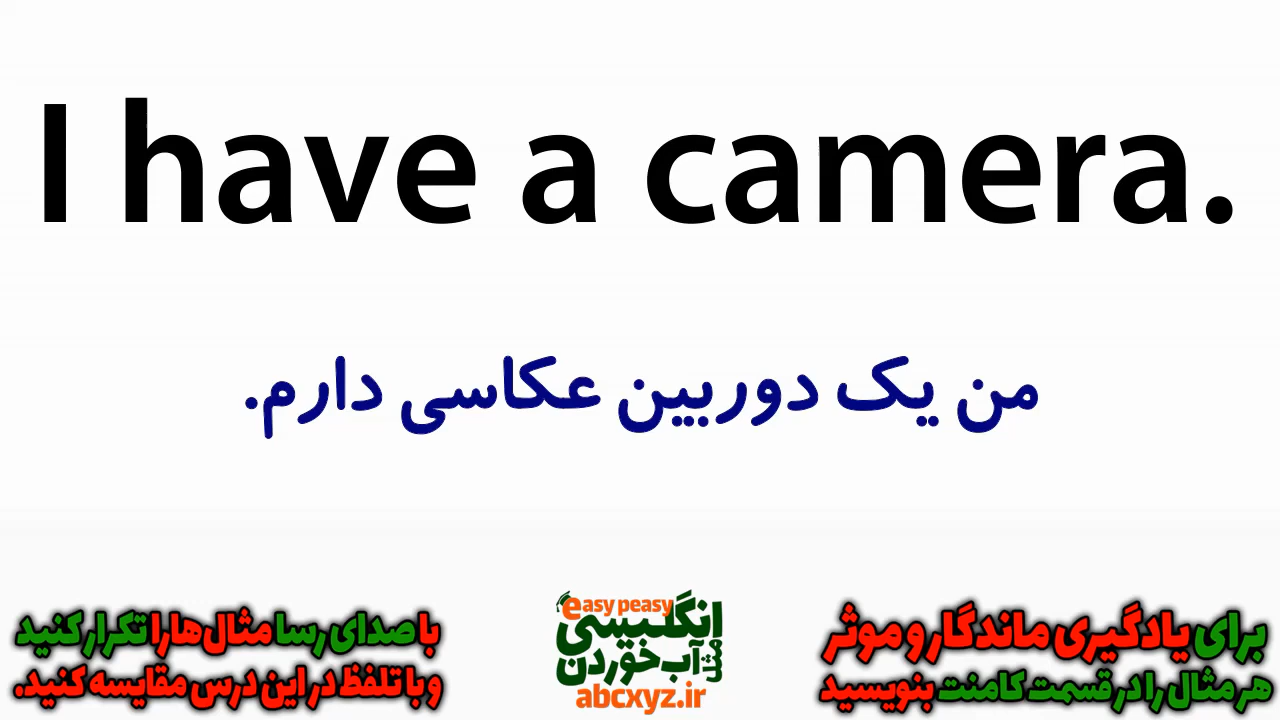 I have a camera.
من یک دوربین عکاسی دارم.
برای یادگیری ماندگار و موثر
هر مثال را در قسمت کامنت بنویسید
easy peasy
انگلیسی
مثل آب خوردن
abcxyz.ir
با صدای رسا مثال‌ها را تکرار کنید
و با تلفظ در این درس مقایسه کنید.